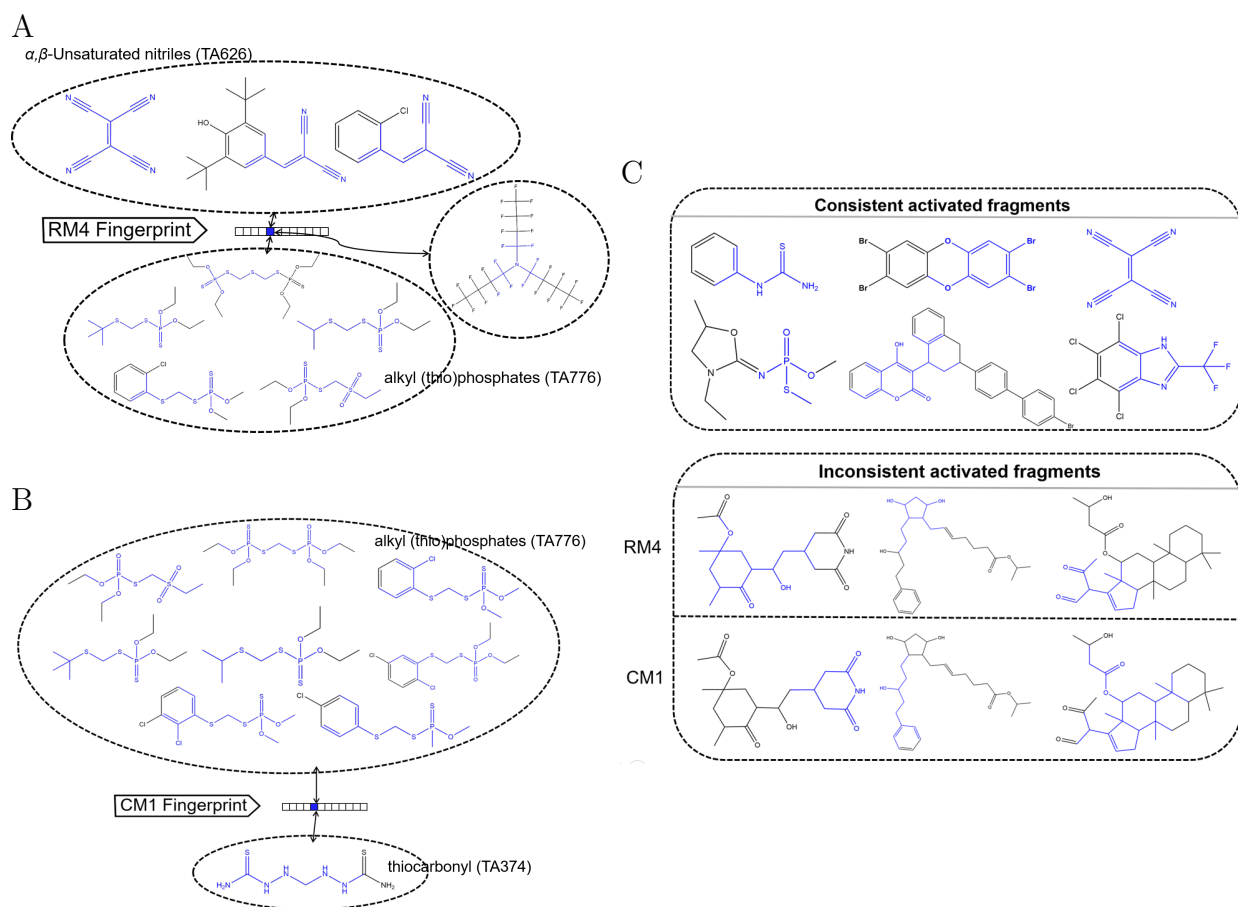 A
α,β-Unsaturated nitriles (TA626)
RM4 Fingerprint
alkyl (thio)phosphates (TA776)
B
alkyl (thio)phosphates (TA776)
CM1 Fingerprint
thiocarbonyl (TA374)
C
Consistent activated fragments
Inconsistent activated fragments
RM4
CM1